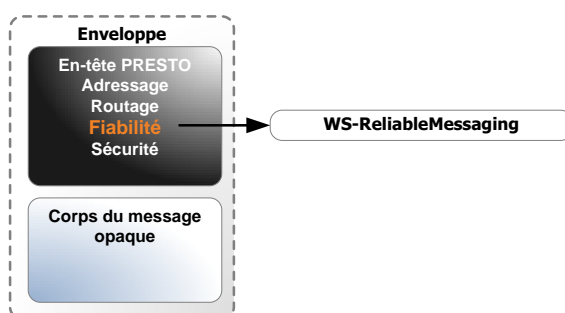 Enveloppe
En-tête PRESTO
Adressage
Routage
Fiabilité
Sécurité
WS-ReliableMessaging
Corps du message
opaque